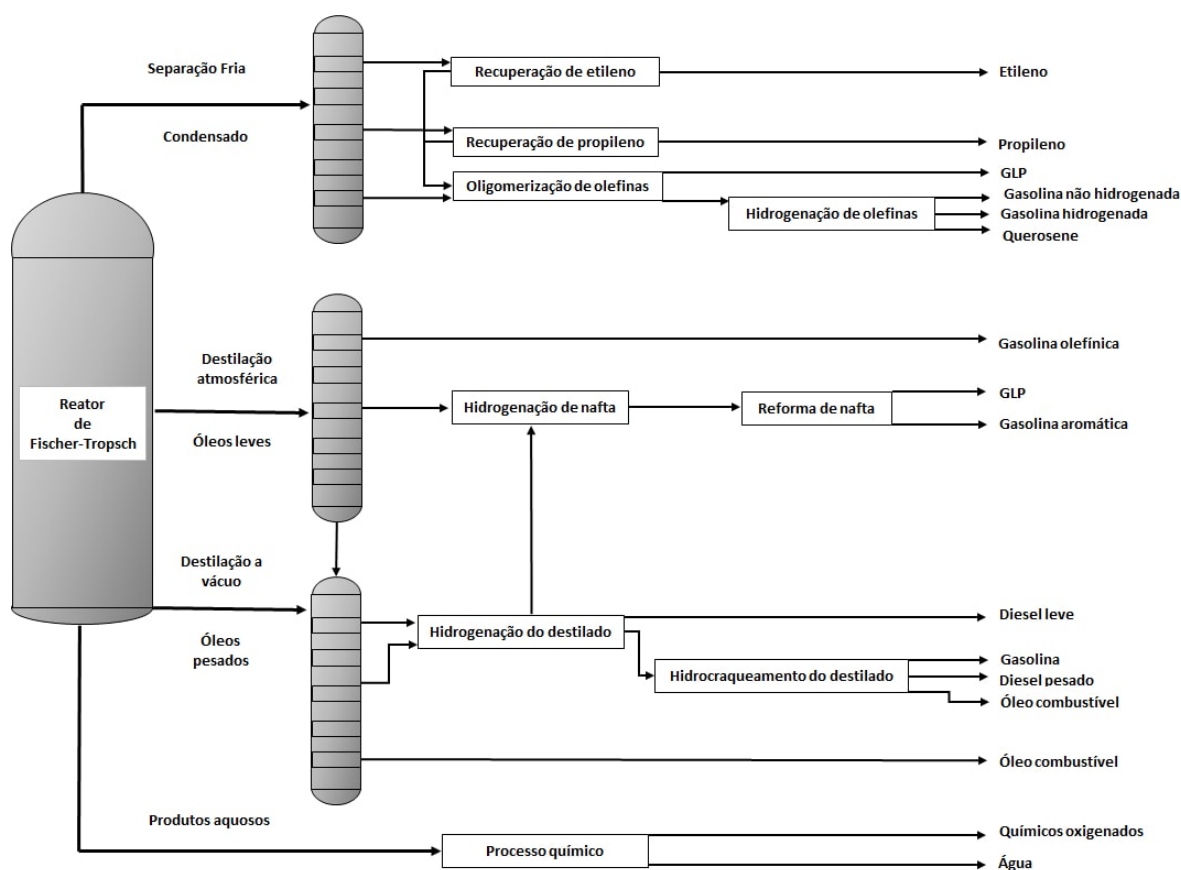 Separação Fria
Condensado
Recuperação de etileno
Etileno
Recuperação de propileno
Propileno
Oligomerização de olefinas
GLP
Hidrogenação de olefinas
Gasolina não hidrogenada
Gasolina hidrogenada
Querosene
Reator
de
Fischer-Tropsch
Destilação
atmosférica
Óleos leves
Gasolina olefínica
Hidrogenação de nafta
Reforma de nafta
GLP
Gasolina aromática
Destilação a
vácuo
Óleos
pesados
Hidrogenação do destilado
Diesel leve
Hidrocraqueamento do destilado
Gasolina
Diesel pesado
Óleo combustível
Óleo combustível
Produtos aquosos
Processo químico
Químicos oxigenados
Água